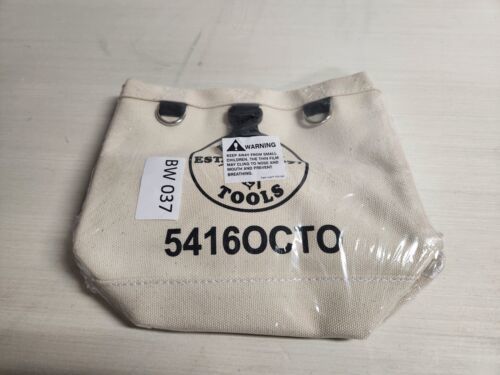 WARNING
KEEP AWAY FROM SMALL
CHILDREN. THE THIN FILM
MAY CLING TO NOSE AND
MOUTH AND PREVENT
BREATHING.
EST.
TOOLS
BW 037
5416OCTO